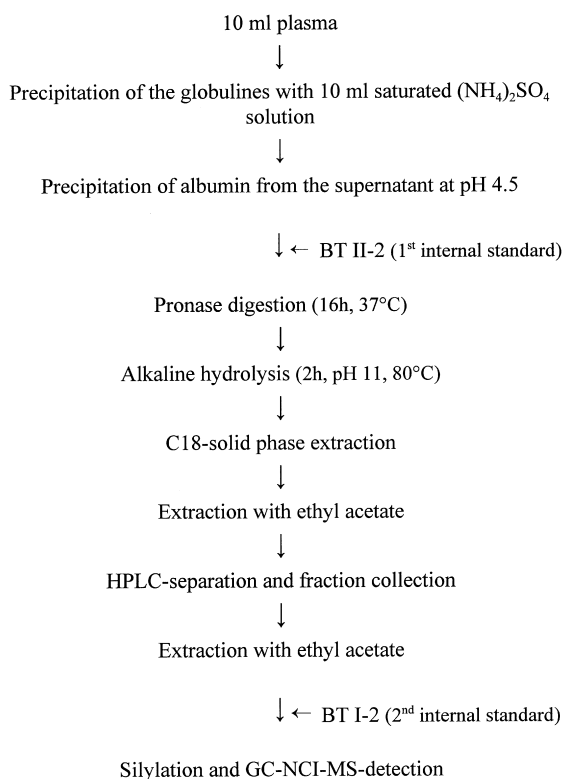 10 ml plasma
↓
Precipitation of the globulines with 10 ml saturated (NH₄)₂SO₄
solution
↓
Precipitation of albumin from the supernatant at pH 4.5
↓ ← BT II-2 (1ˢᵗ internal standard)
Pronase digestion (16h, 37°C)
↓
Alkaline hydrolysis (2h, pH 11, 80°C)
↓
C18-solid phase extraction
↓
Extraction with ethyl acetate
↓
HPLC-separation and fraction collection
↓
Extraction with ethyl acetate
↓ ← BT I-2 (2ⁿᵈ internal standard)
Silylation and GC-NCI-MS-detection